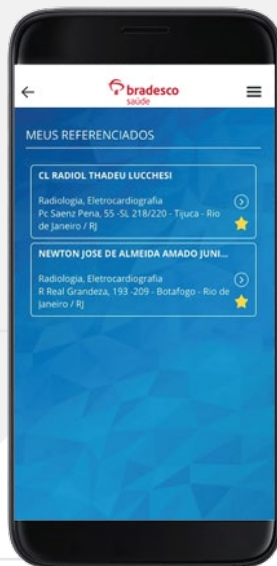 bradesco
saúde
MEUS REFERENCIADOS
CL RADIOL THADEU LUCCHESI
Radiologia, Eletrocardiografia
Pc Saenz Pena, 55 -SL 218/220 - Tijuca - Rio
de Janeiro / RJ
NEWTON JOSE DE ALMEIDA AMADO JUNI...
Radiologia, Eletrocardiografia
R Real Grandeza, 193 -209 - Botafogo - Rio de
Janeiro / RJ